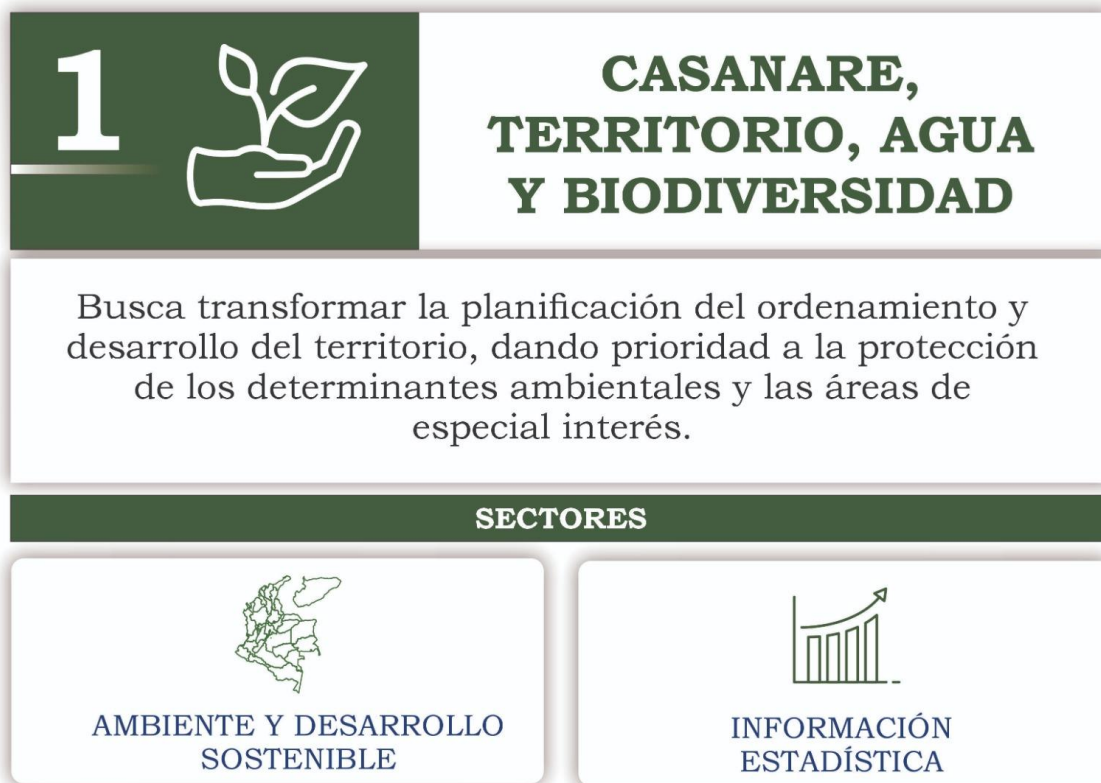 1
CASANARE,
TERRITORIO, AGUA
Y BIODIVERSIDAD
Busca transformar la planificación del ordenamiento y
desarrollo del territorio, dando prioridad a la protección
de los determinantes ambientales y las áreas de
especial interés.
SECTORES
AMBIENTE Y DESARROLLO
SOSTENIBLE
INFORMACIÓN
ESTADÍSTICA